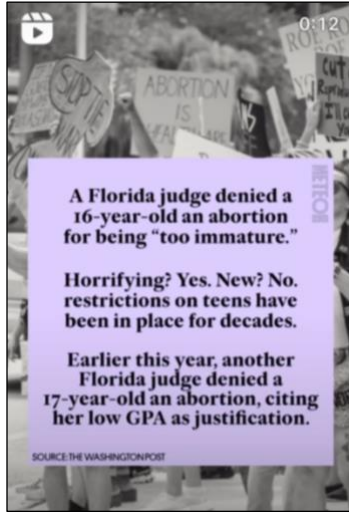 0:12
ABORTION
IS
A Florida judge denied a
16-year-old an abortion
for being “too immature.”
Horrifying? Yes. New? No.
restrictions on teens have
been in place for decades.
Earlier this year, another
Florida judge denied a
17-year-old an abortion, citing
her low GPA as justification.
SOURCE: THE WASHINGTON POST
METEOR